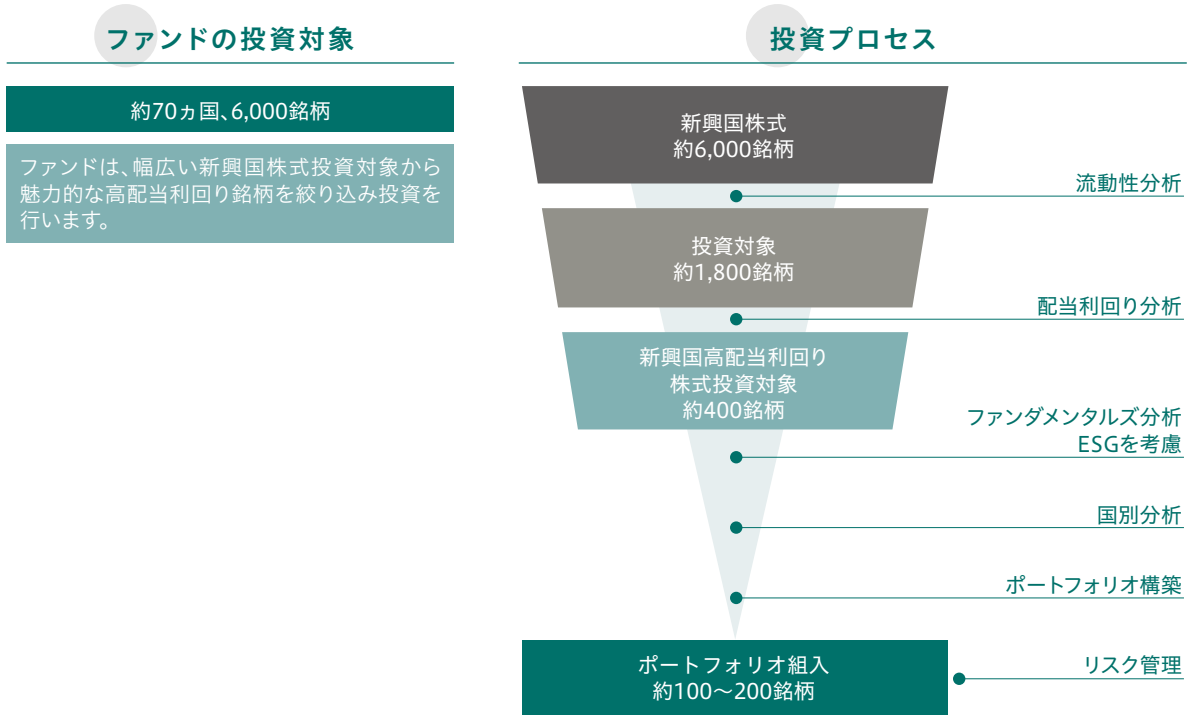 ファンドの投資対象
約70ヵ国、6,000銘柄
ファンドは、幅広い新興国株式投資対象から
魅力的な高配当利回り銘柄を絞り込み投資を
行います。
投資プロセス
新興国株式
約6,000銘柄
流動性分析
投資対象
約1,800銘柄
配当利回り分析
新興国高配当利回り
株式投資対象
約400銘柄
ファンダメンタルズ分析
ESGを考慮
国別分析
ポートフォリオ構築
ポートフォリオ組入
約100〜200銘柄
リスク管理